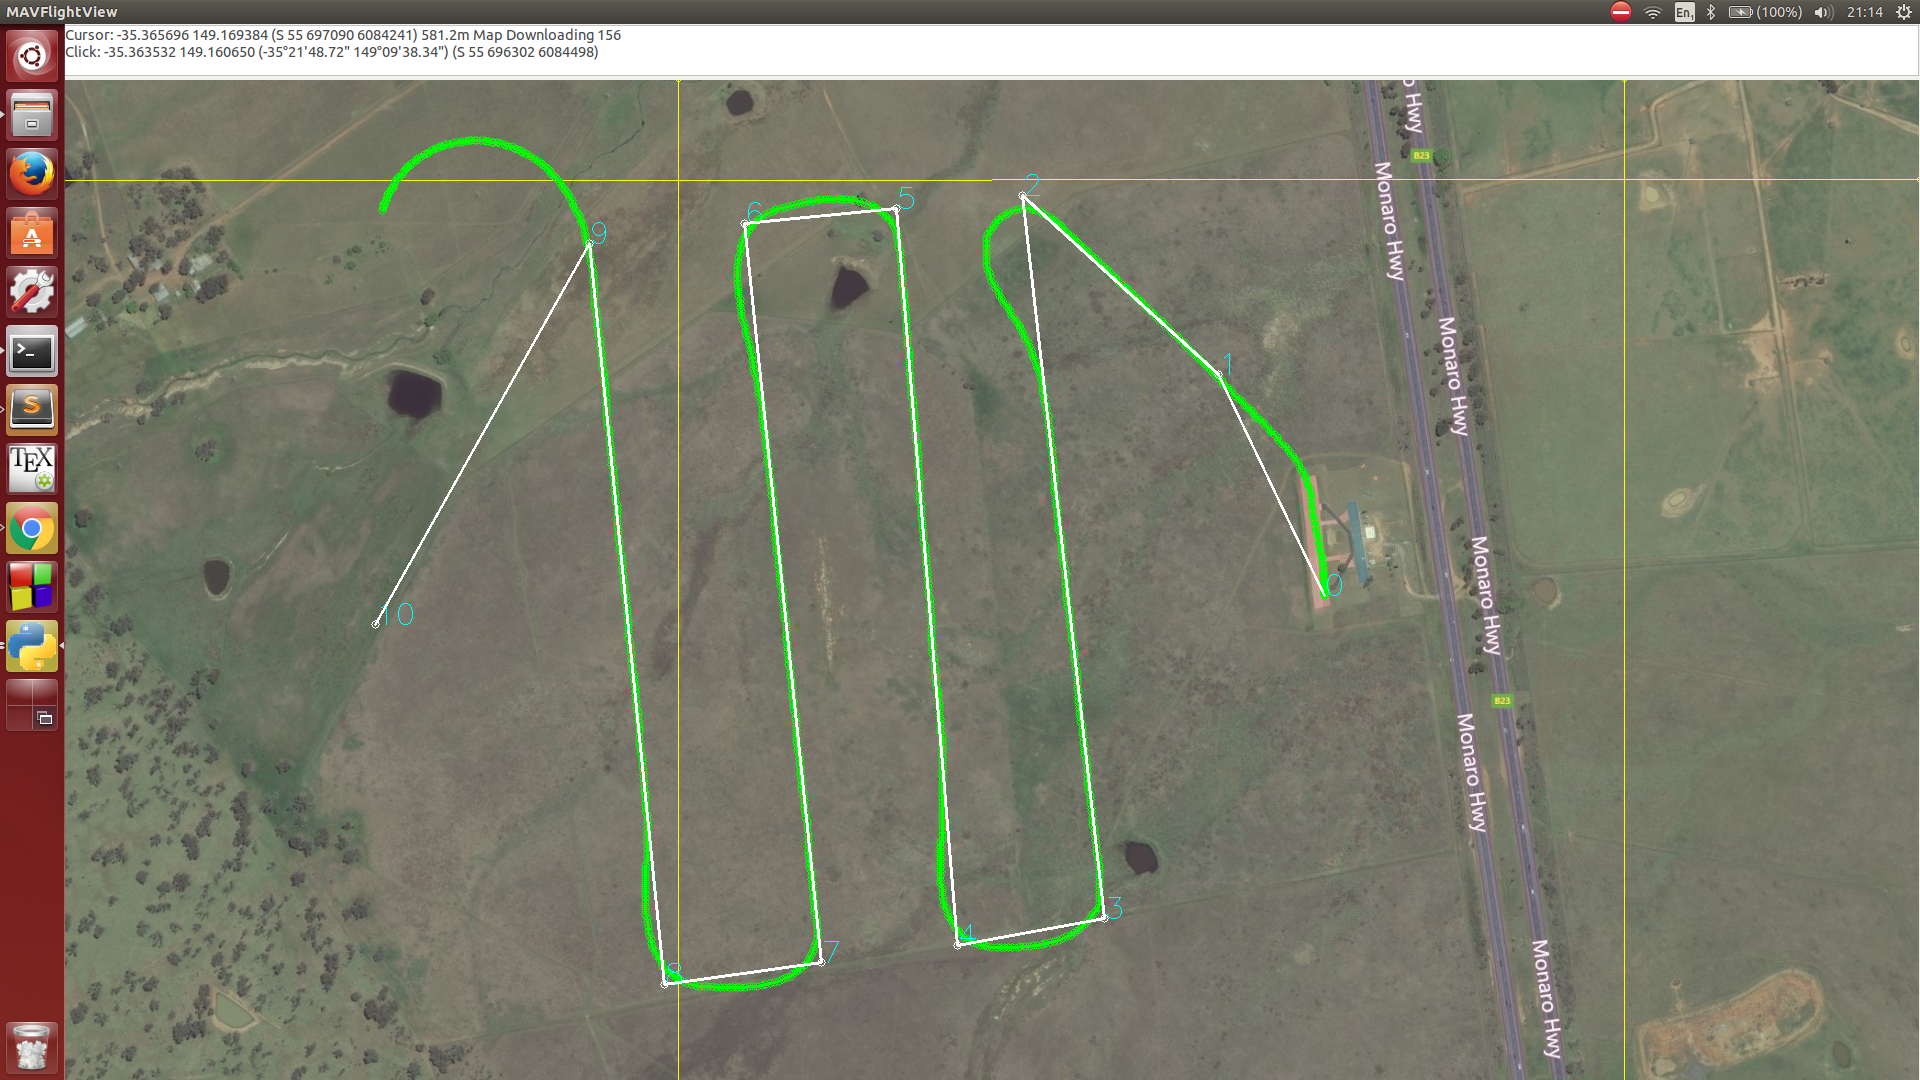 MAVFlightView
En1 (100%) 21:14
Cursor: -35.365696 149.169384 (S 55 697090 6084241) 581.2m Map Downloading 156
Click: -35.363532 149.160650 (-35°21'48.72" 149°09'38.34") (S 55 696302 6084498)
o Hwy
B23
Monaro Hwy
2
5
6
9
Monaro Hwy
1
A
S
TEX
Monaro Hwy
0
10
B23
Monaro Hwy
3
4
7
8
Monaro Hwy